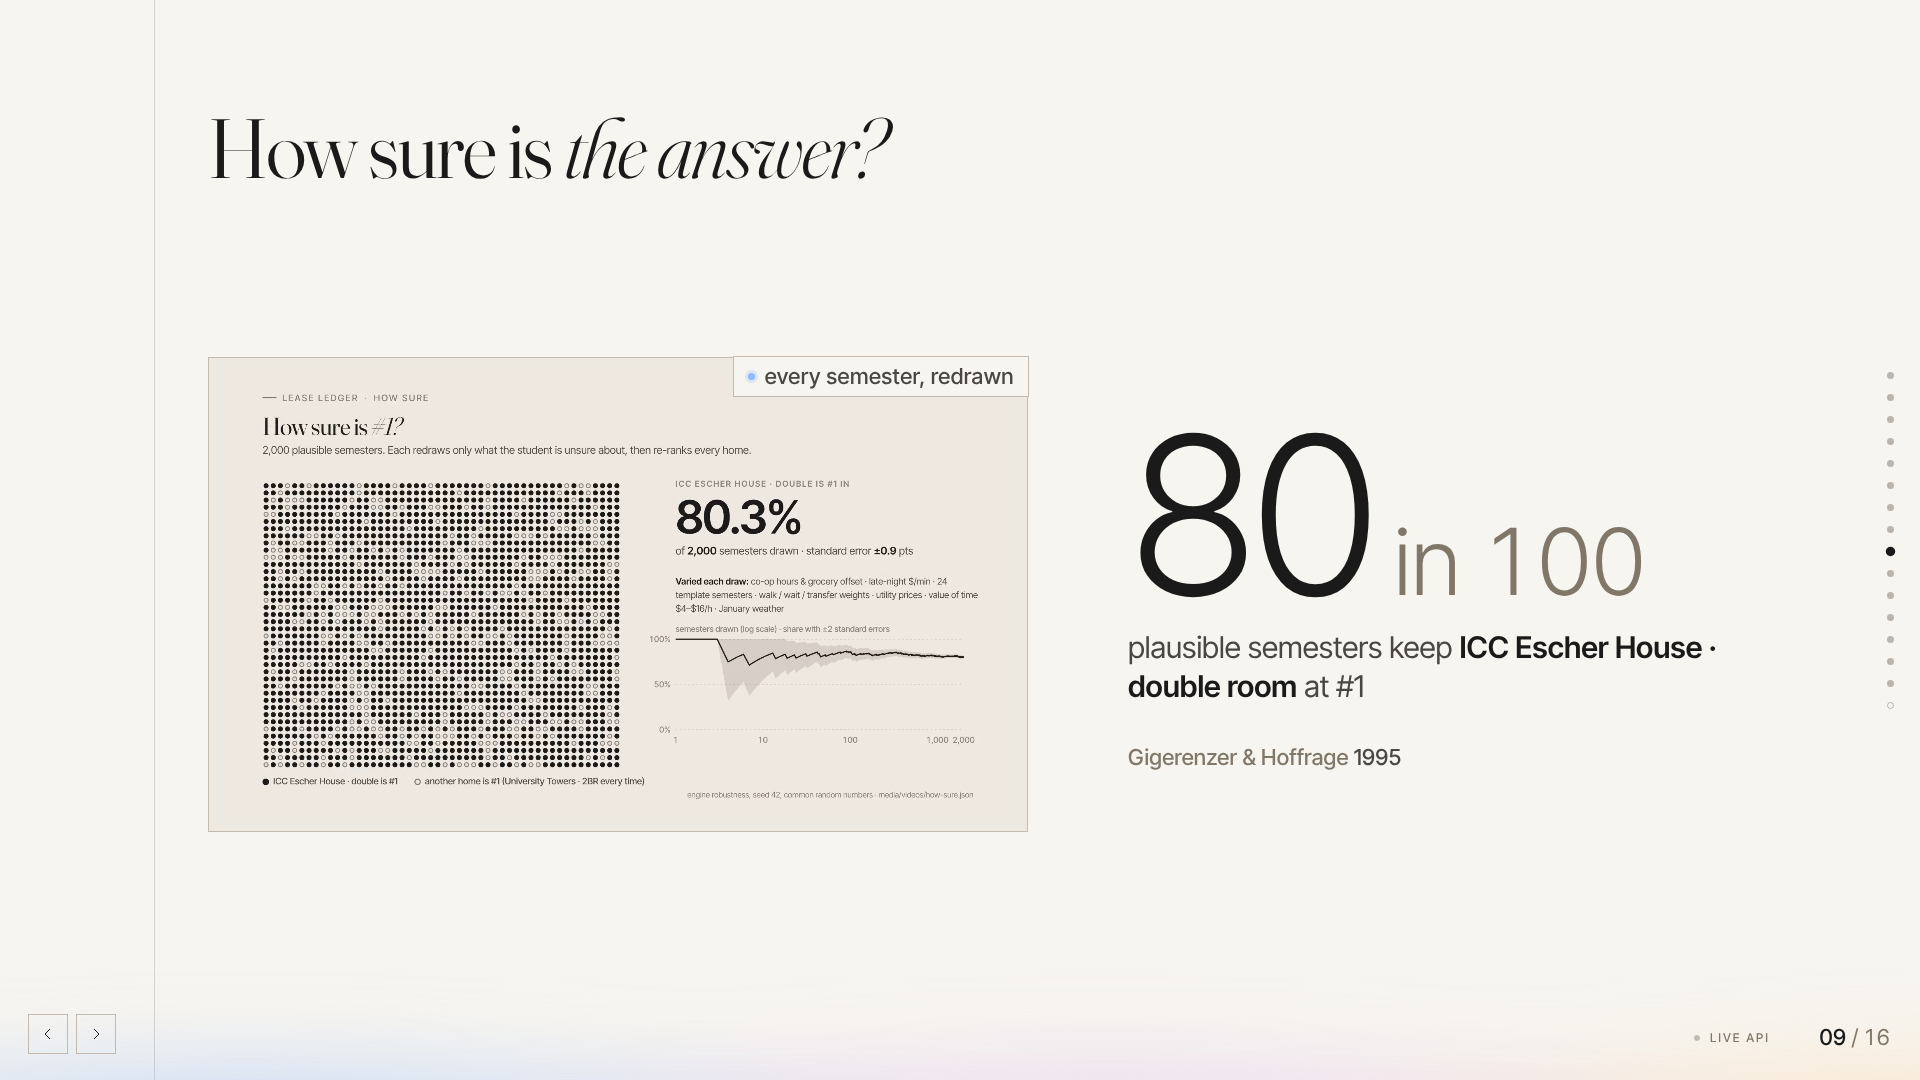 How sure is the answer?
every semester, redrawn
LEASE LEDGER · HOW SURE
How sure is #1?
2,000 plausible semesters. Each redraws only what the student is unsure about, then re-ranks every home.
ICC ESCHER HOUSE · DOUBLE IS #1 IN
80.3%
of 2,000 semesters drawn · standard error ±0.9 pts
Varied each draw: co-op hours & grocery offset · late-night $/min · 24
template semesters · walk / wait / transfer weights · utility prices · value of time
$4–$16/h · January weather
semesters drawn (log scale) · share with ±2 standard errors
100%
50%
0%
1 10 100 1,000 2,000
ICC Escher House · double is #1 another home is #1 (University Towers · 2BR every time)
engine robustness, seed 42, common random numbers · media/videos/how-sure.json
80 in 100
plausible semesters keep ICC Escher House ·
double room at #1
Gigerenzer & Hoffrage 1995
LIVE API
09 / 16